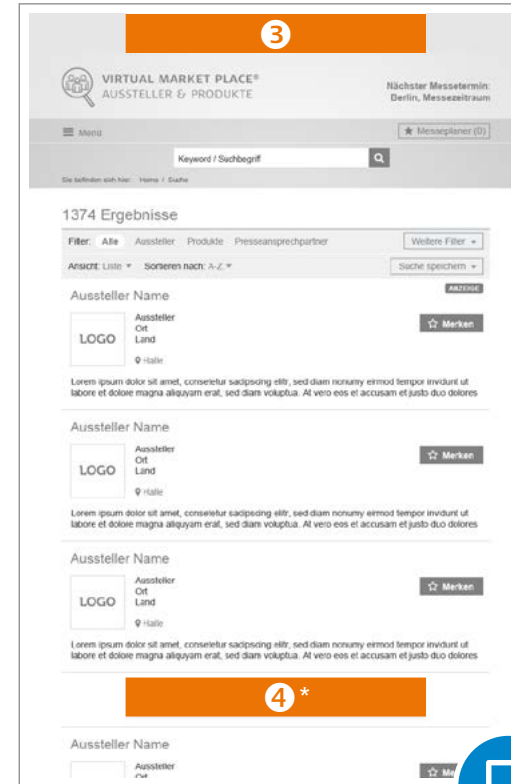 3
VIRTUAL MARKET PLACE®
AUSSTELLER & PRODUKTE
Nächster Messetermin:
Berlin, Messezeitraum
Menü
Messeplaner (0)
Keyword / Suchbegriff
Sie befinden sich hier: Home / Suche
1374 Ergebnisse
Filter: Alle Aussteller Produkte Presseansprechpartner Weitere Filter
Ansicht: Liste Sortieren nach: A-Z Suche speichern
ANZEIGE
Aussteller Name
LOGO
Aussteller
Ort
Land
Halle
Merken
Lorem ipsum dolor sit amet, consetetur sadipscing elitr, sed diam nonumy eirmod tempor invidunt ut
labore et dolore magna aliquyam erat, sed diam voluptua. At vero eos et accusam et justo duo dolores
Aussteller Name
LOGO
Aussteller
Ort
Land
Halle
Merken
Lorem ipsum dolor sit amet, consetetur sadipscing elitr, sed diam nonumy eirmod tempor invidunt ut
labore et dolore magna aliquyam erat, sed diam voluptua. At vero eos et accusam et justo duo dolores
Aussteller Name
LOGO
Aussteller
Ort
Land
Halle
Merken
Lorem ipsum dolor sit amet, consetetur sadipscing elitr, sed diam nonumy eirmod tempor invidunt ut
labore et dolore magna aliquyam erat, sed diam voluptua. At vero eos et accusam et justo duo dolores
4*
Aussteller Name
Aussteller
Ort